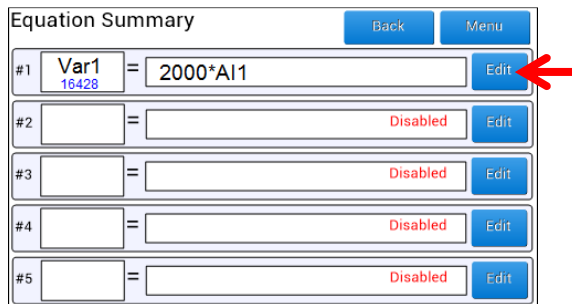 Equation Summary Back Menu
#1 Var1 = 2000*AI1 Edit
16428
#2 = Disabled Edit
#3 = Disabled Edit
#4 = Disabled Edit
#5 = Disabled Edit